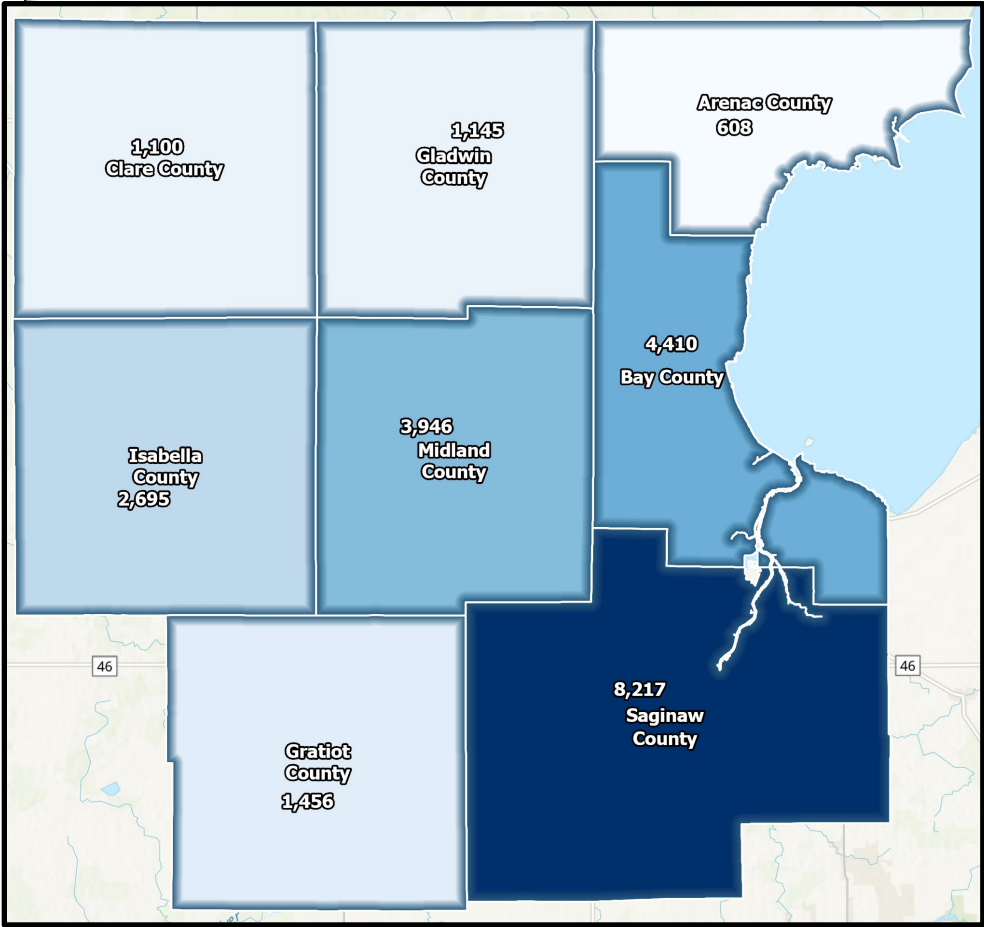 Arenac County
608
1,100
Clare County
1,145
Gladwin
County
4,410
Bay County
3,946
Midland
County
Isabella
County
2,695
46
46
8,217
Saginaw
County
Gratiot
County
1,456